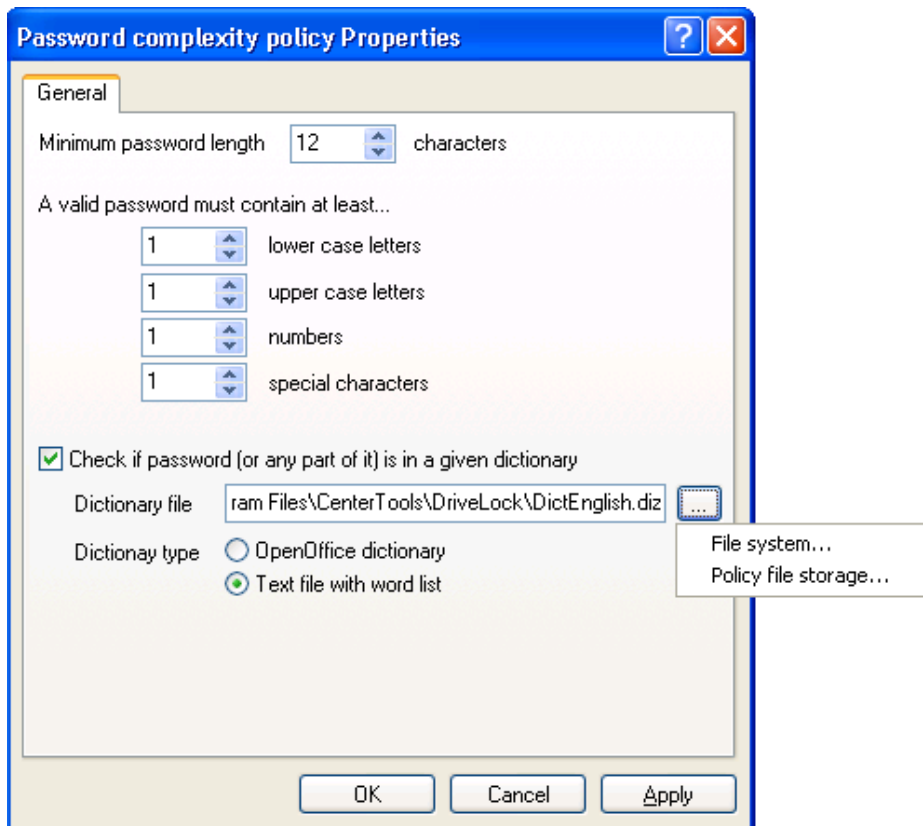 Password complexity policy Properties
General
Minimum password length 12 characters
A valid password must contain at least...
1 lower case letters
1 upper case letters
1 numbers
1 special characters
Check if password (or any part of it) is in a given dictionary
Dictionary file ram Files\CenterTools\DriveLock\DictEnglish.diz ...
File system...
Dictionay type OpenOffice dictionary
Policy file storage...
Text file with word list
OK Cancel Apply